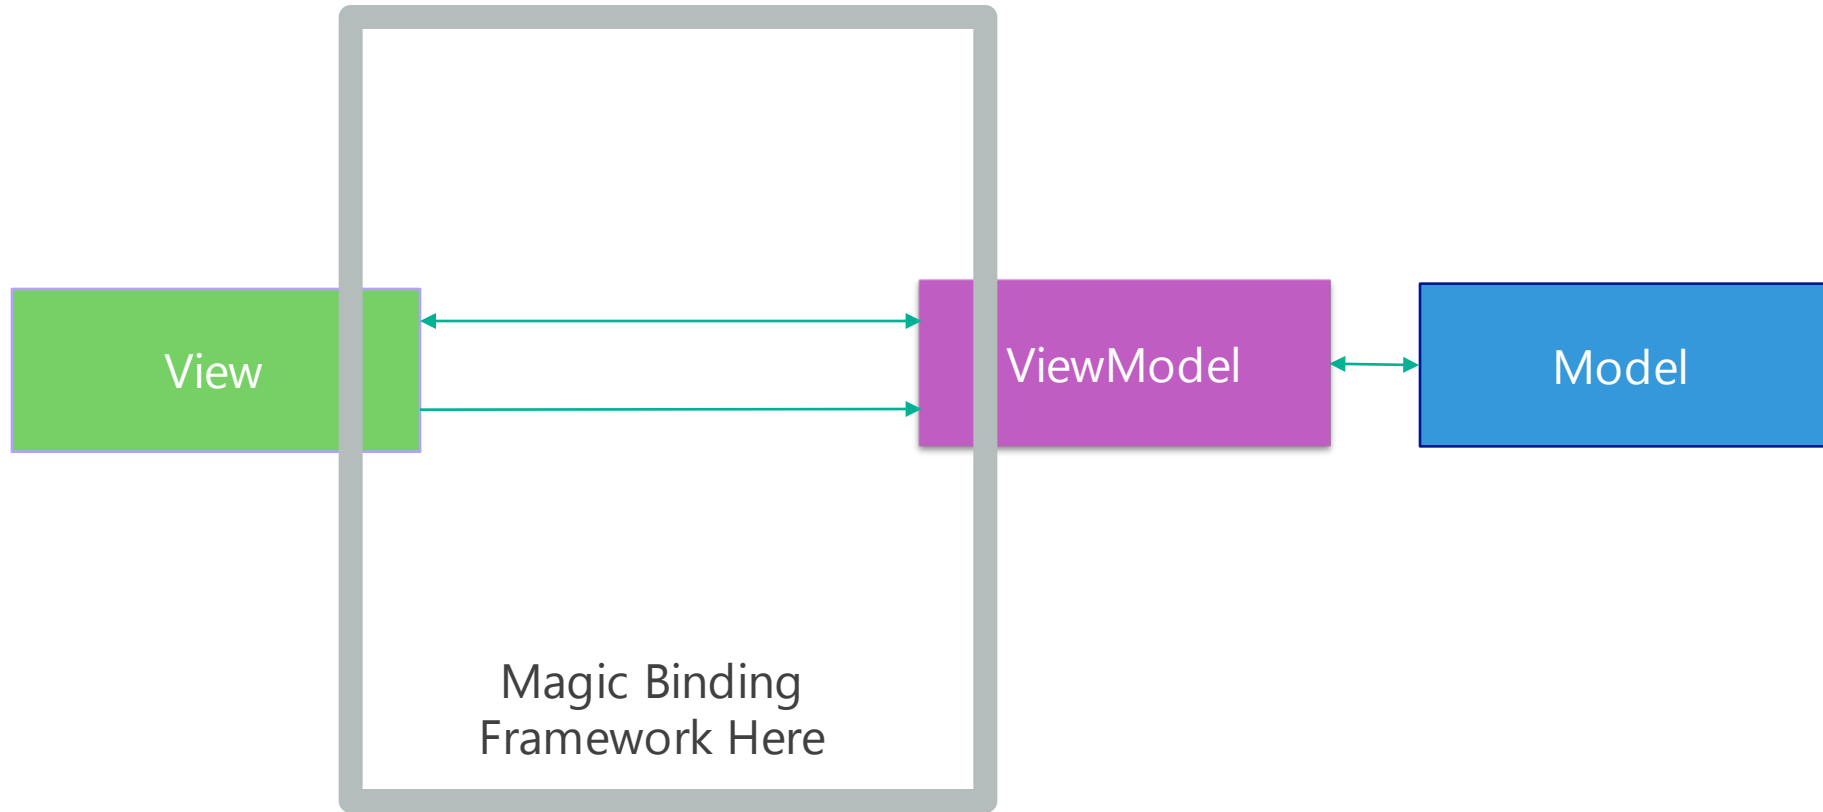 View
ViewModel
Model
Magic Binding
Framework Here